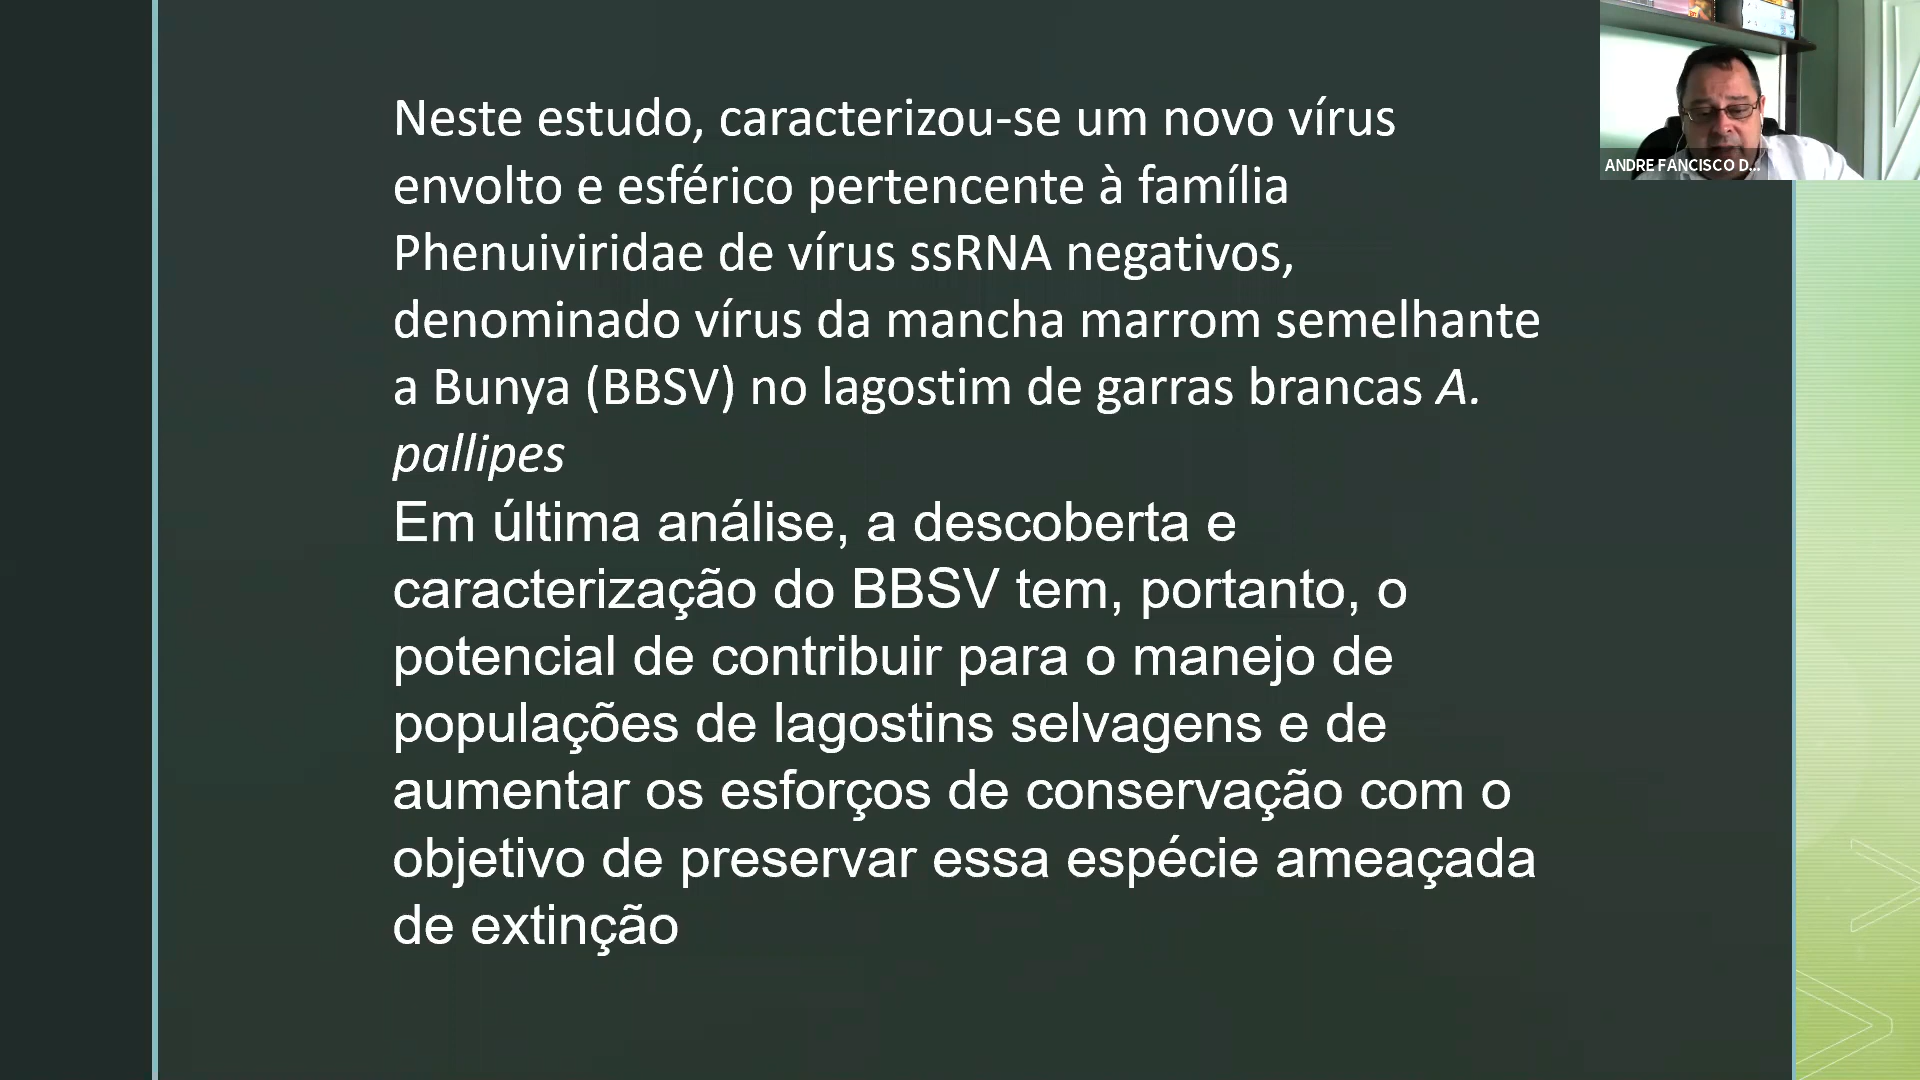 Neste estudo, caracterizou-se um novo vírus
envolto e esférico pertencente à família
Phenuiviridae de vírus ssRNA negativos,
denominado vírus da mancha marrom semelhante
a Bunya (BBSV) no lagostim de garras brancas A.
pallipes
Em última análise, a descoberta e
caracterização do BBSV tem, portanto, o
potencial de contribuir para o manejo de
populações de lagostins selvagens e de
aumentar os esforços de conservação com o
objetivo de preservar essa espécie ameaçada
de extinção
ANDRE FANCISCO D...